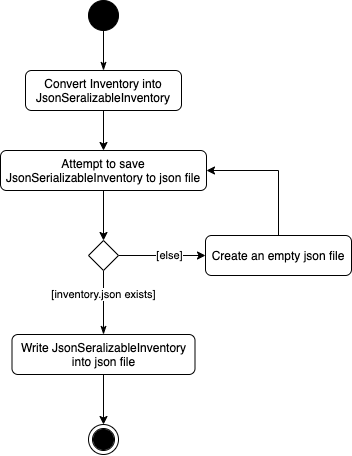 Convert Inventory into
JsonSeralizableInventory
Attempt to save
JsonSerializableInventory to json file
[else]
Create an empty json file
[inventory.json exists]
Write JsonSeralizableInventory
into json file